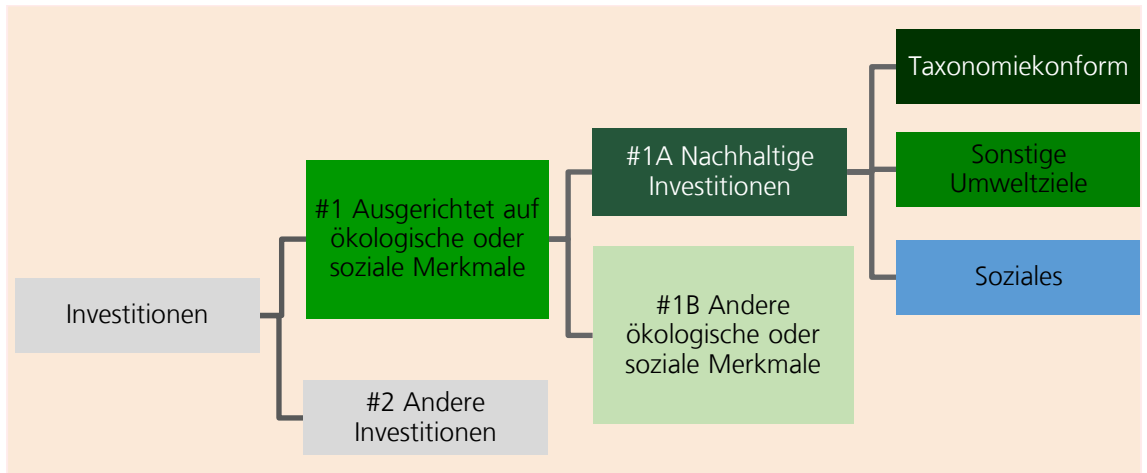 Investitionen
#1 Ausgerichtet auf
ökologische oder
soziale Merkmale
#2 Andere
Investitionen
#1A Nachhaltige
Investitionen
#1B Andere
ökologische oder
soziale Merkmale
Taxonomiekonform
Sonstige
Umweltziele
Soziales